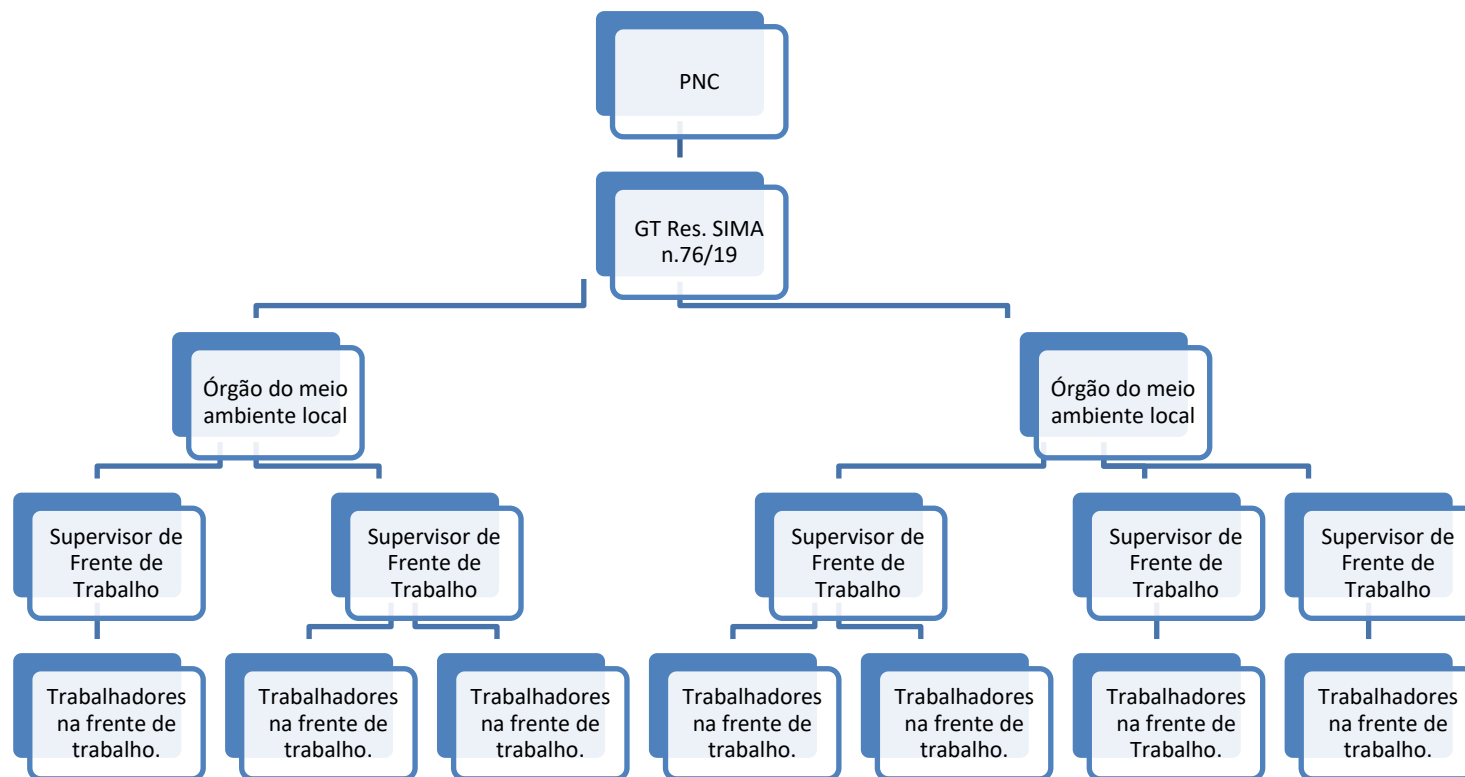 PNC
GT Res. SIMA
n.76/19
Órgão do meio
ambiente local
Órgão do meio
ambiente local
Supervisor de
Frente de
Trabalho
Supervisor de
Frente de
Trabalho
Supervisor de
Frente de
Trabalho
Supervisor de
Frente de
Trabalho
Supervisor de
Frente de
Trabalho
Trabalhadores
na frente de
trabalho.
Trabalhadores
na frente de
trabalho.
Trabalhadores
na frente de
trabalho.
Trabalhadores
na frente de
trabalho.
Trabalhadores
na frente de
trabalho.
Trabalhadores
na frente de
Trabalho.
Trabalhadores
na frente de
trabalho.